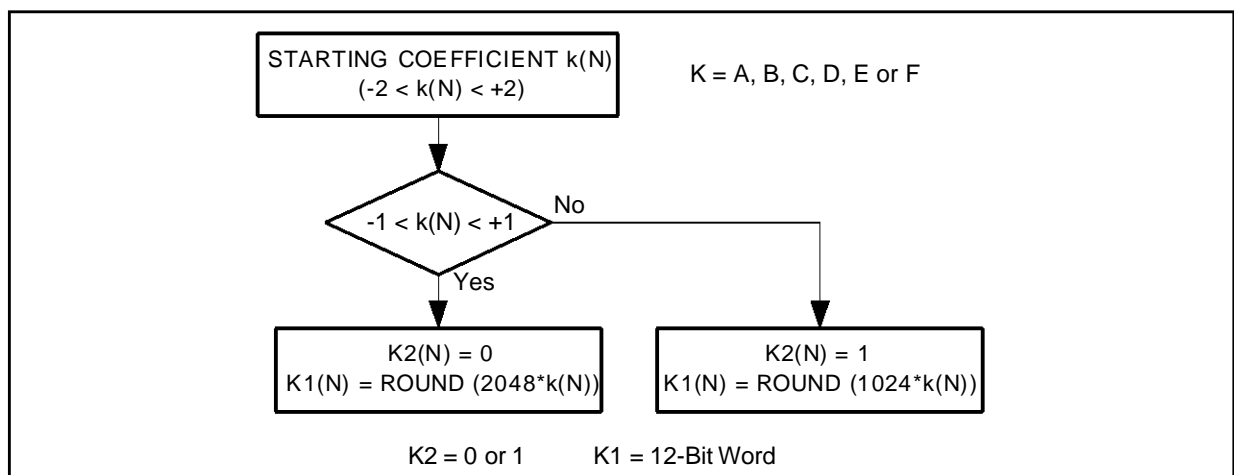 STARTING COEFFICIENT k(N)
(-2 < k(N) < +2)
K = A, B, C, D, E or F
-1 < k(N) < +1
No
Yes
K2(N) = 0
K1(N) = ROUND (2048*k(N))
K2(N) = 1
K1(N) = ROUND (1024*k(N))
K2 = 0 or 1
K1 = 12-Bit Word